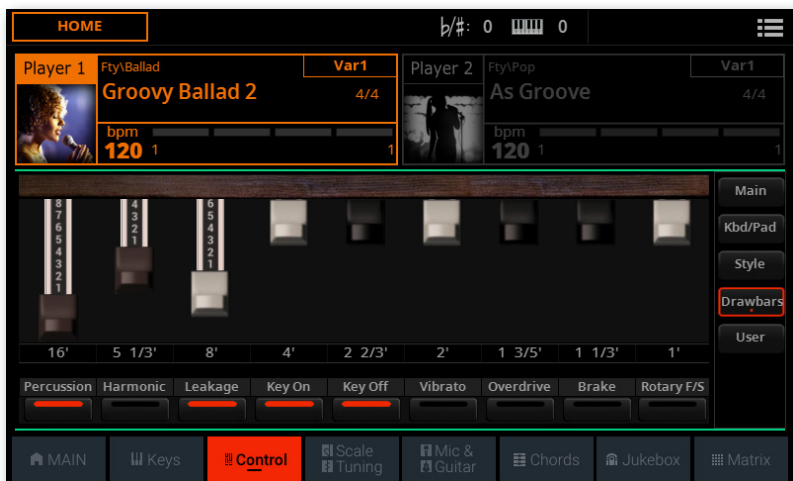 HOME
b/#: 0 0
Player 1 Fty\Ballad Var1
Groovy Ballad 2 4/4
bpm
120 1 1
Player 2 Fty\Pop Var1
As Groove 4/4
bpm
120 1 1
8 4 6
7 3 5
6 2 4
5 1 3
4 2
3 1
2
1
16' 5 1/3' 8' 4' 2 2/3' 2' 1 3/5' 1 1/3' 1'
Percussion Harmonic Leakage Key On Key Off Vibrato Overdrive Brake Rotary F/S
Main
Kbd/Pad
Style
Drawbars
User
MAIN Keys Control Scale Tuning Mic & Guitar Chords Jukebox Matrix